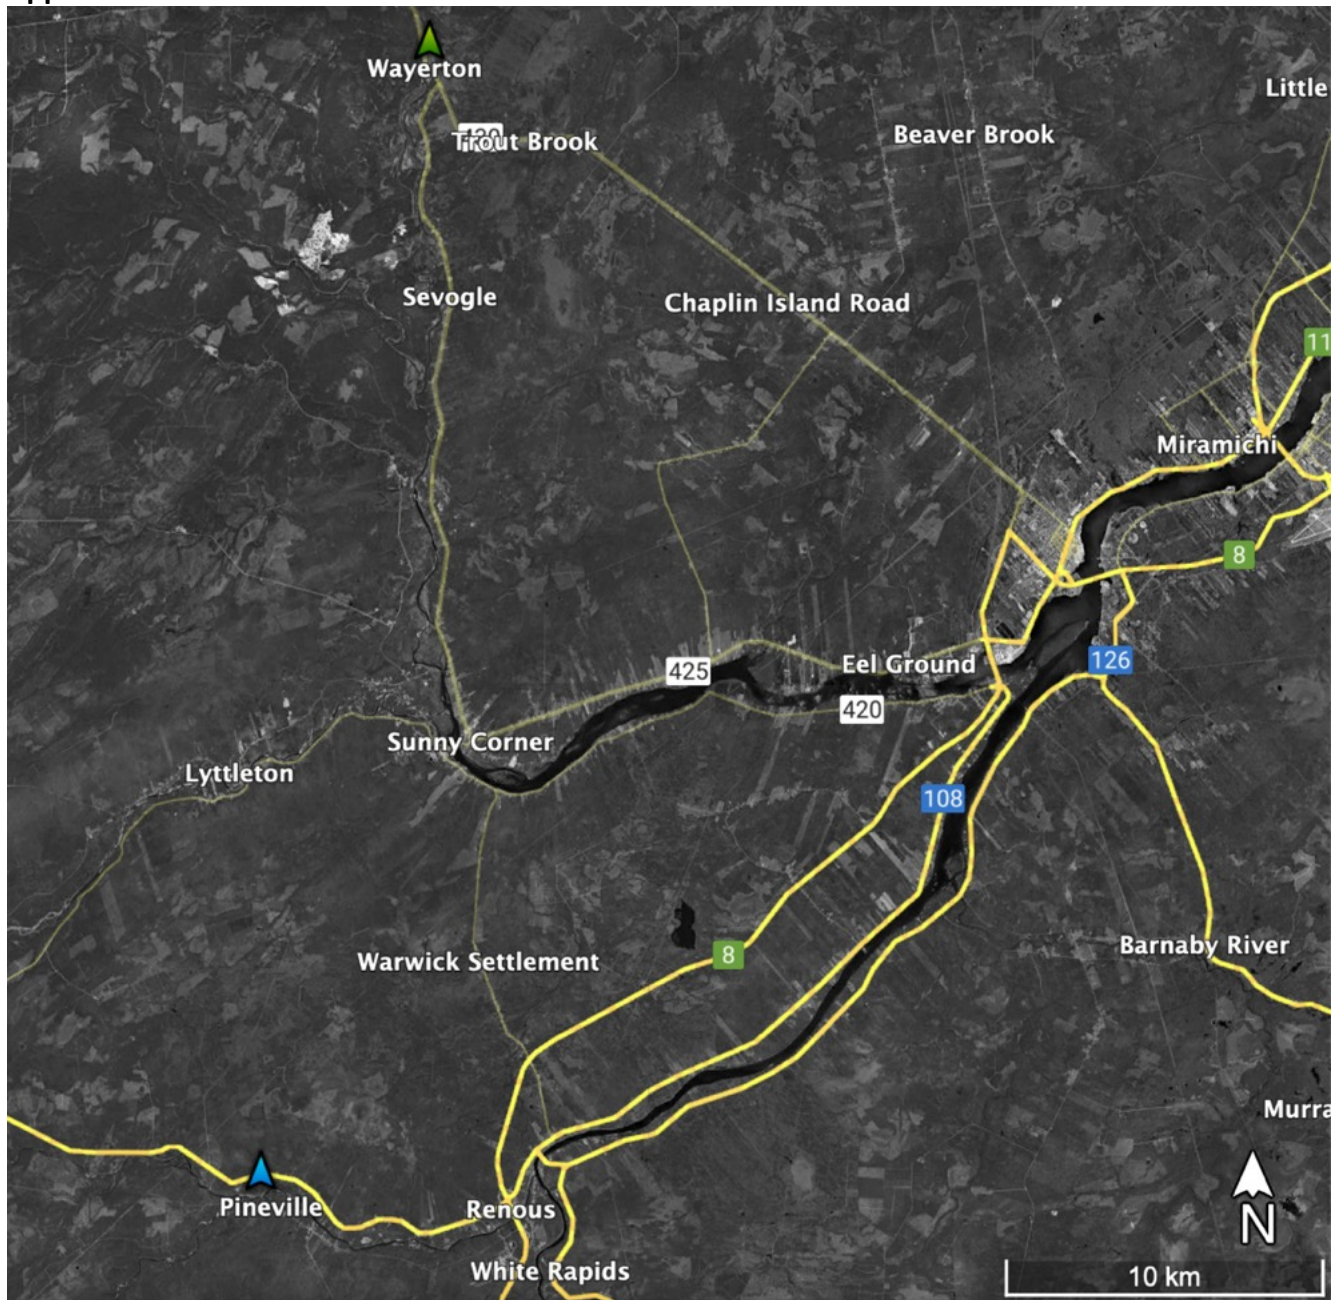 Wayerton
Little
Trout Brook
Beaver Brook
Sevogle
Chaplin Island Road
11
Miramichi
8
425
Eel Ground
126
420
Sunny Corner
Lyttleton
108
Barnaby River
8
Warwick Settlement
Murra
Pineville
Renous
N
White Rapids
10 km